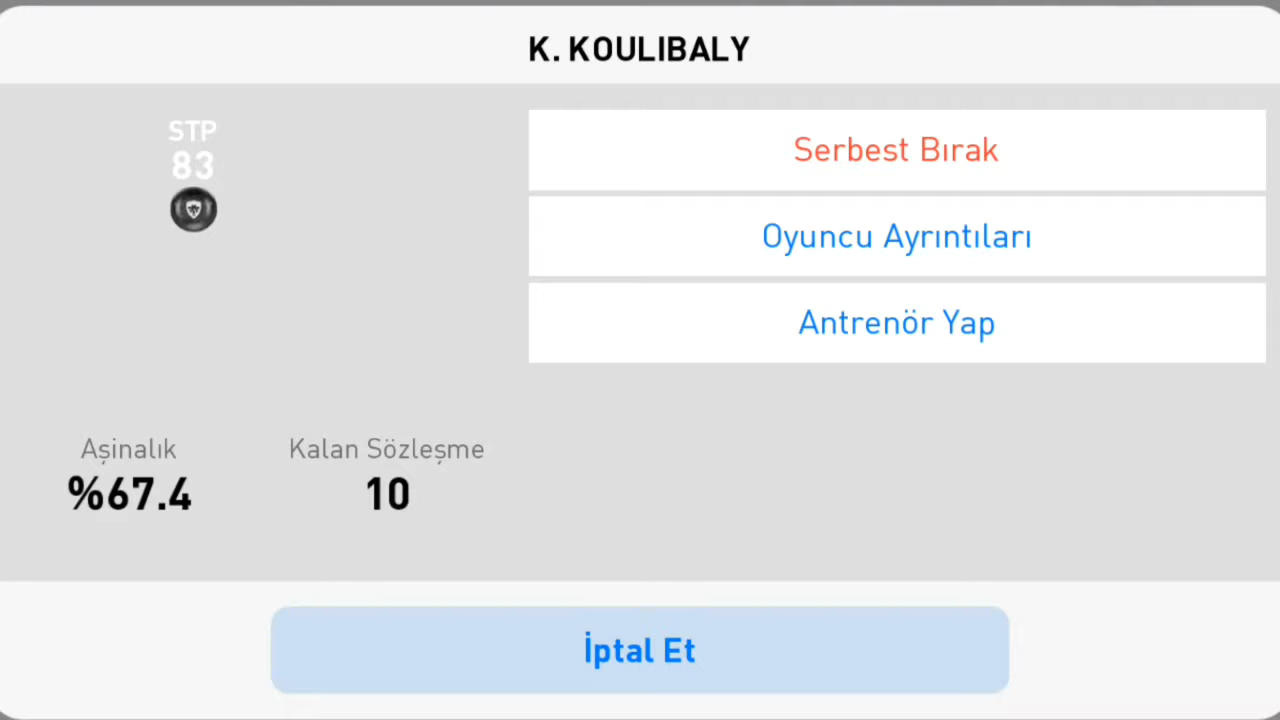 K. KOULIBALY
STP
83
Serbest Bırak
Oyuncu Ayrıntıları
Antrenör Yap
Aşinalık
Kalan Sözleşme
%67.4
10
İptal Et